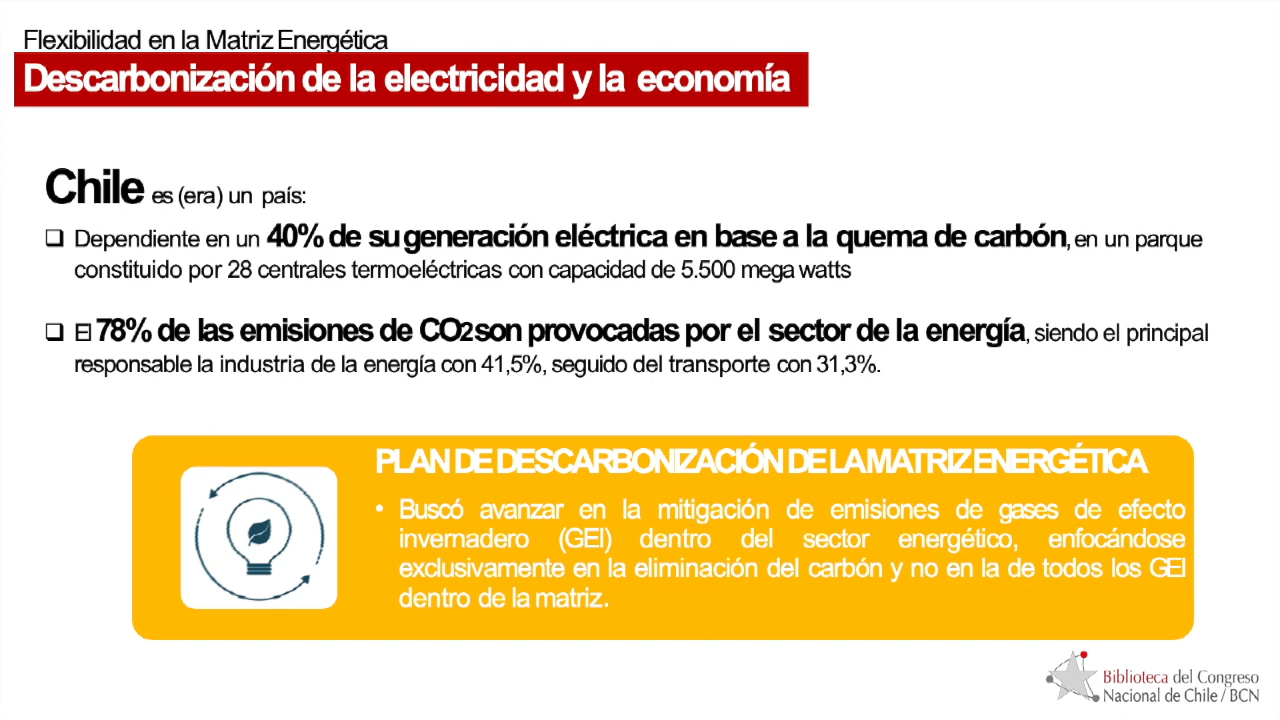 Flexibilidad en la Matriz Energética
Descarbonización de la electricidad y la economía
Chile es (era) un país:
❑ Dependiente en un 40% de su generación eléctrica en base a la quema de carbón, en un parque
constituido por 28 centrales termoeléctricas con capacidad de 5.500 mega watts
❑ El 78% de las emisiones de CO2 son provocadas por el sector de la energía, siendo el principal
responsable la industria de la energía con 41,5%, seguido del transporte con 31,3%.
PLAN DE DESCARBONIZACIÓN DE LA MATRIZ ENERGÉTICA
• Buscó avanzar en la mitigación de emisiones de gases de efecto
invernadero (GEI) dentro del sector energético, enfocándose
exclusivamente en la eliminación del carbón y no en la de todos los GEI
dentro de la matriz.
Biblioteca del Congreso
Nacional de Chile / BCN